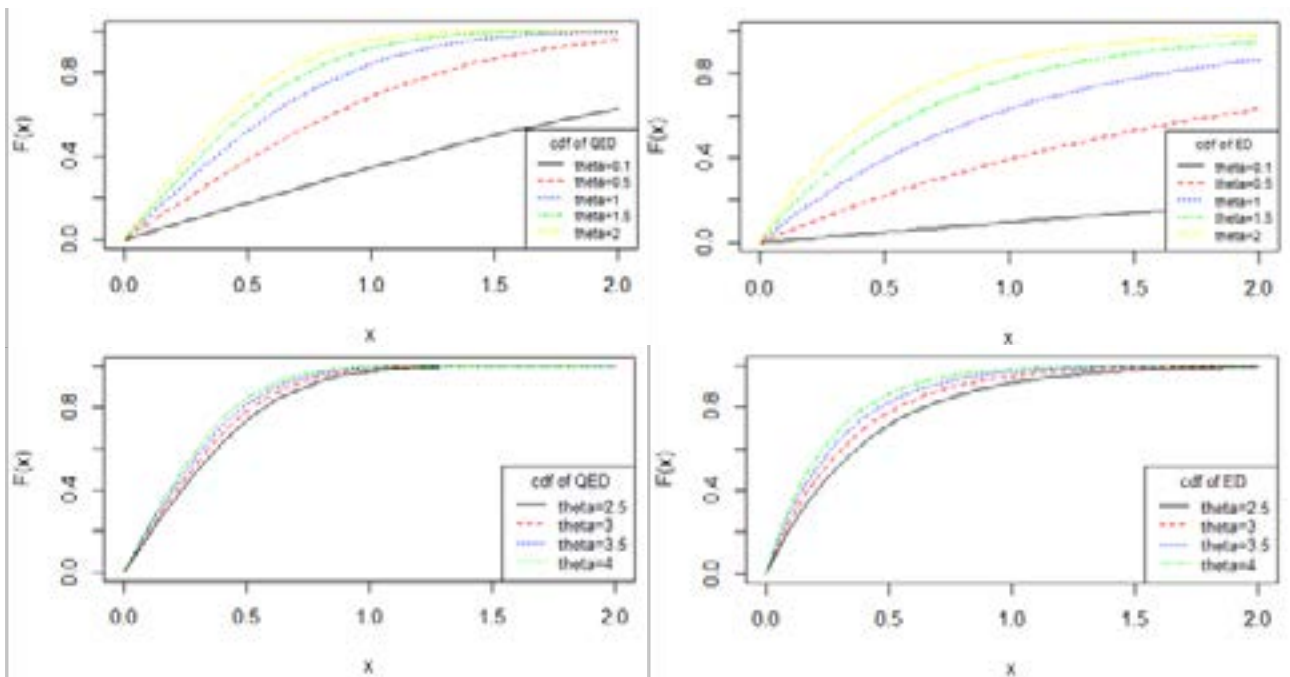 F(x)
0.8
0.4
0.0
cdf of QED
theta=0.1
theta=0.5
theta=1
theta=1.5
theta=2
0.0 0.5 1.0 1.5 2.0
x
F(x)
0.8
0.4
0.0
cdf of ED
theta=0.1
theta=0.5
theta=1
theta=1.5
theta=2
0.0 0.5 1.0 1.5 2.0
x
F(x)
0.8
0.4
0.0
cdf of QED
theta=2.5
theta=3
theta=3.5
theta=4
0.0 0.5 1.0 1.5 2.0
x
F(x)
0.8
0.4
0.0
cdf of ED
theta=2.5
theta=3
theta=3.5
theta=4
0.0 0.5 1.0 1.5 2.0
x